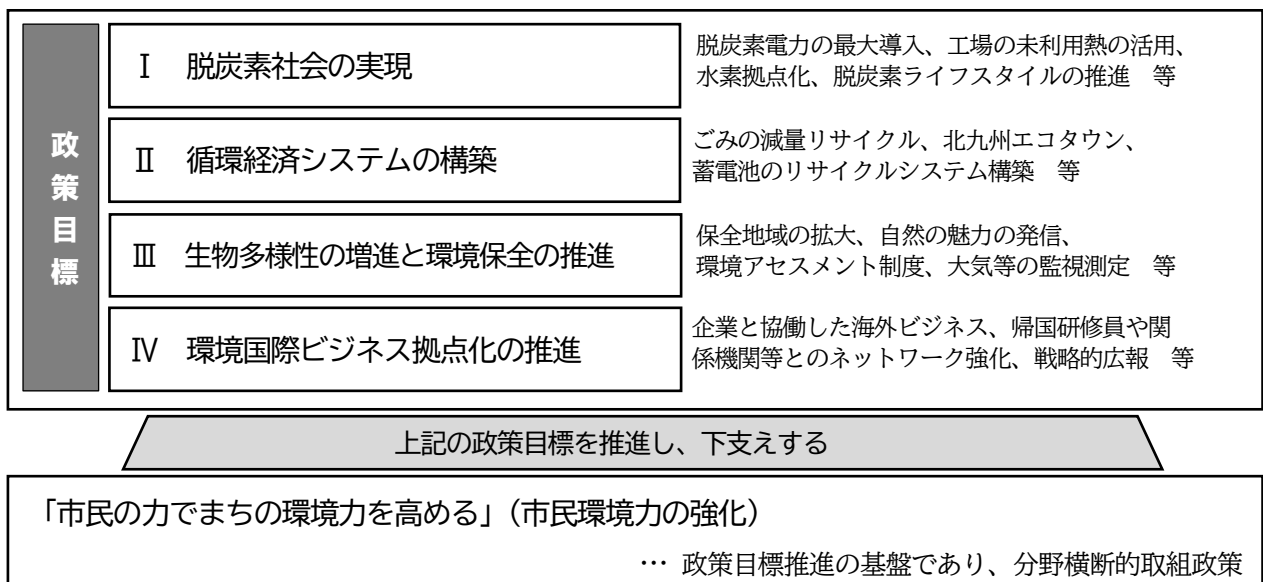 政策目標
Ⅰ 脱炭素社会の実現
脱炭素電力の最大導入、工場の未利用熱の活用、
水素拠点化、脱炭素ライフスタイルの推進 等
Ⅱ 循環経済システムの構築
ごみの減量リサイクル、北九州エコタウン、
蓄電池のリサイクルシステム構築 等
Ⅲ 生物多様性の増進と環境保全の推進
保全地域の拡大、自然の魅力の発信、
環境アセスメント制度、大気等の監視測定 等
Ⅳ 環境国際ビジネス拠点化の推進
企業と協働した海外ビジネス、帰国研修員や関
係機関等とのネットワーク強化、戦略的広報 等
上記の政策目標を推進し、下支えする
「市民の力でまちの環境力を高める」（市民環境力の強化）
… 政策目標推進の基盤であり、分野横断的取組政策